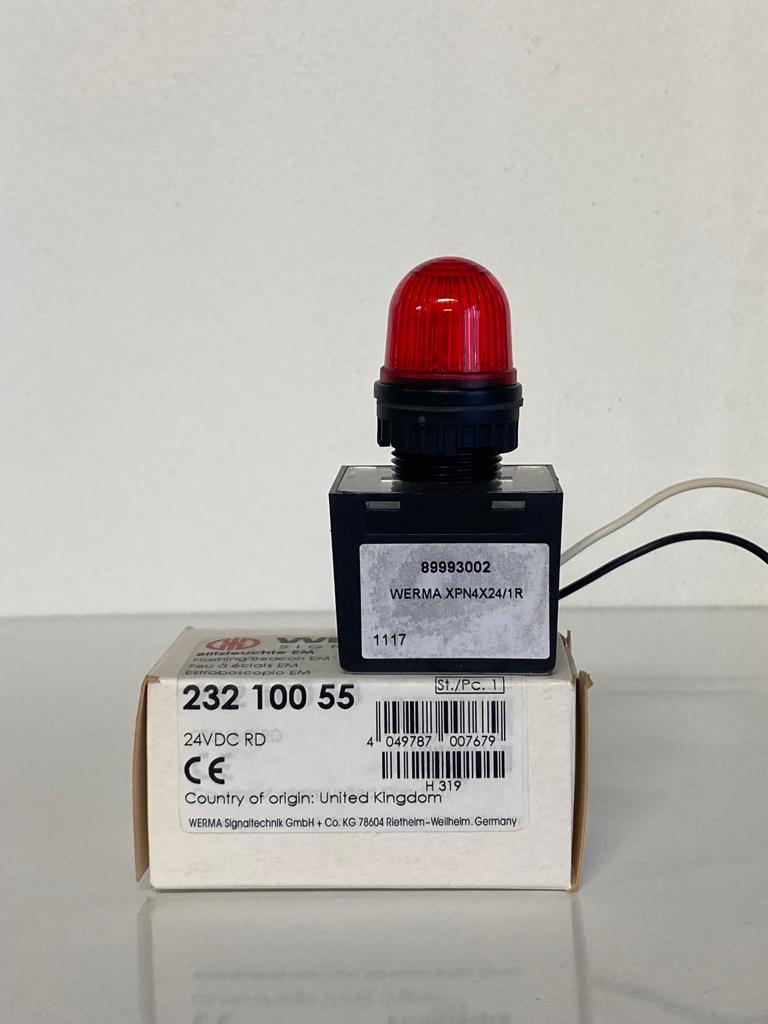 89993002
WERMA XPN4X24/1R
1117
Blitzleuchte EM
Flashing Beacon EM
Feu à éclats EM
Estroboscopio EM
232 100 55
St./Pc. 1
24VDC RD
4 049787 007679
CE
H 319
Country of origin: United Kingdom
WERMA Signaltechnik GmbH + Co. KG 78604 Rietheim-Weilheim. Germany